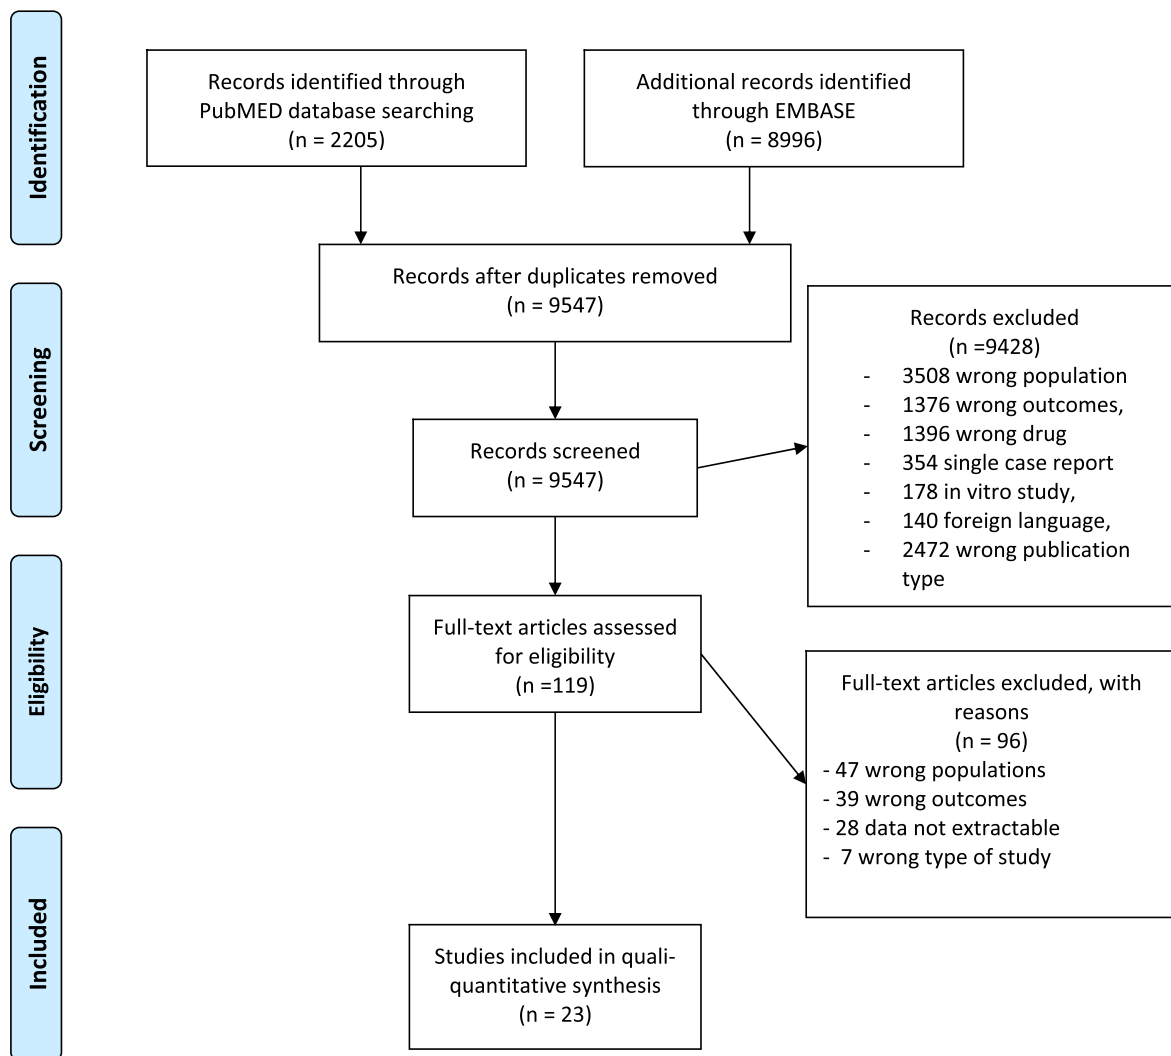 Identification
Records identified through
PubMED database searching
(n = 2205)
Additional records identified
through EMBASE
(n = 8996)
Records after duplicates removed
(n = 9547)
Screening
Records screened
(n = 9547)
Records excluded
(n =9428)
- 3508 wrong population
- 1376 wrong outcomes,
- 1396 wrong drug
- 354 single case report
- 178 in vitro study,
- 140 foreign language,
- 2472 wrong publication
type
Eligibility
Full-text articles assessed
for eligibility
(n =119)
Full-text articles excluded, with
reasons
(n = 96)
- 47 wrong populations
- 39 wrong outcomes
- 28 data not extractable
- 7 wrong type of study
Included
Studies included in quali-
quantitative synthesis
(n = 23)